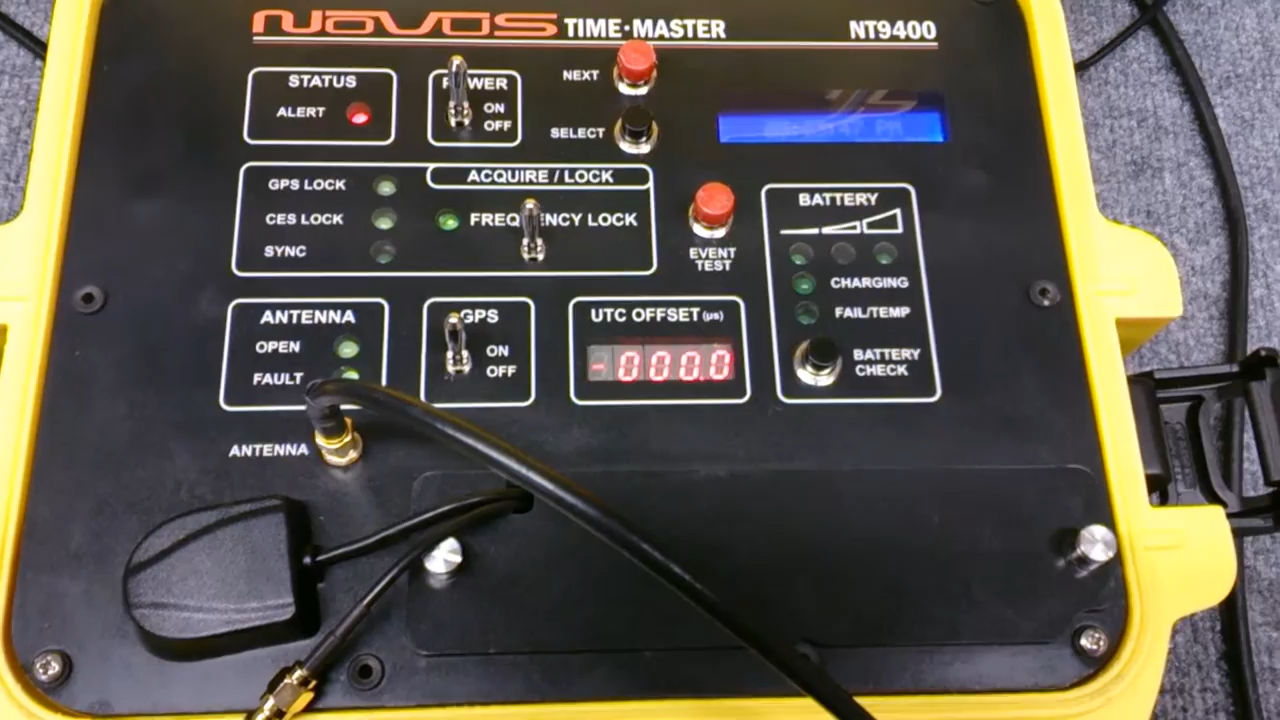 NOVUS TIME·MASTER NT9400
STATUS
ALERT
POWER
ON
OFF
NEXT
SELECT
ACQUIRE / LOCK
GPS LOCK
CES LOCK
SYNC
FREQUENCY LOCK
EVENT
TEST
BATTERY
CHARGING
FAIL/TEMP
BATTERY
CHECK
ANTENNA
OPEN
FAULT
GPS
ON
OFF
UTC OFFSET (µs)
-000.0
ANTENNA